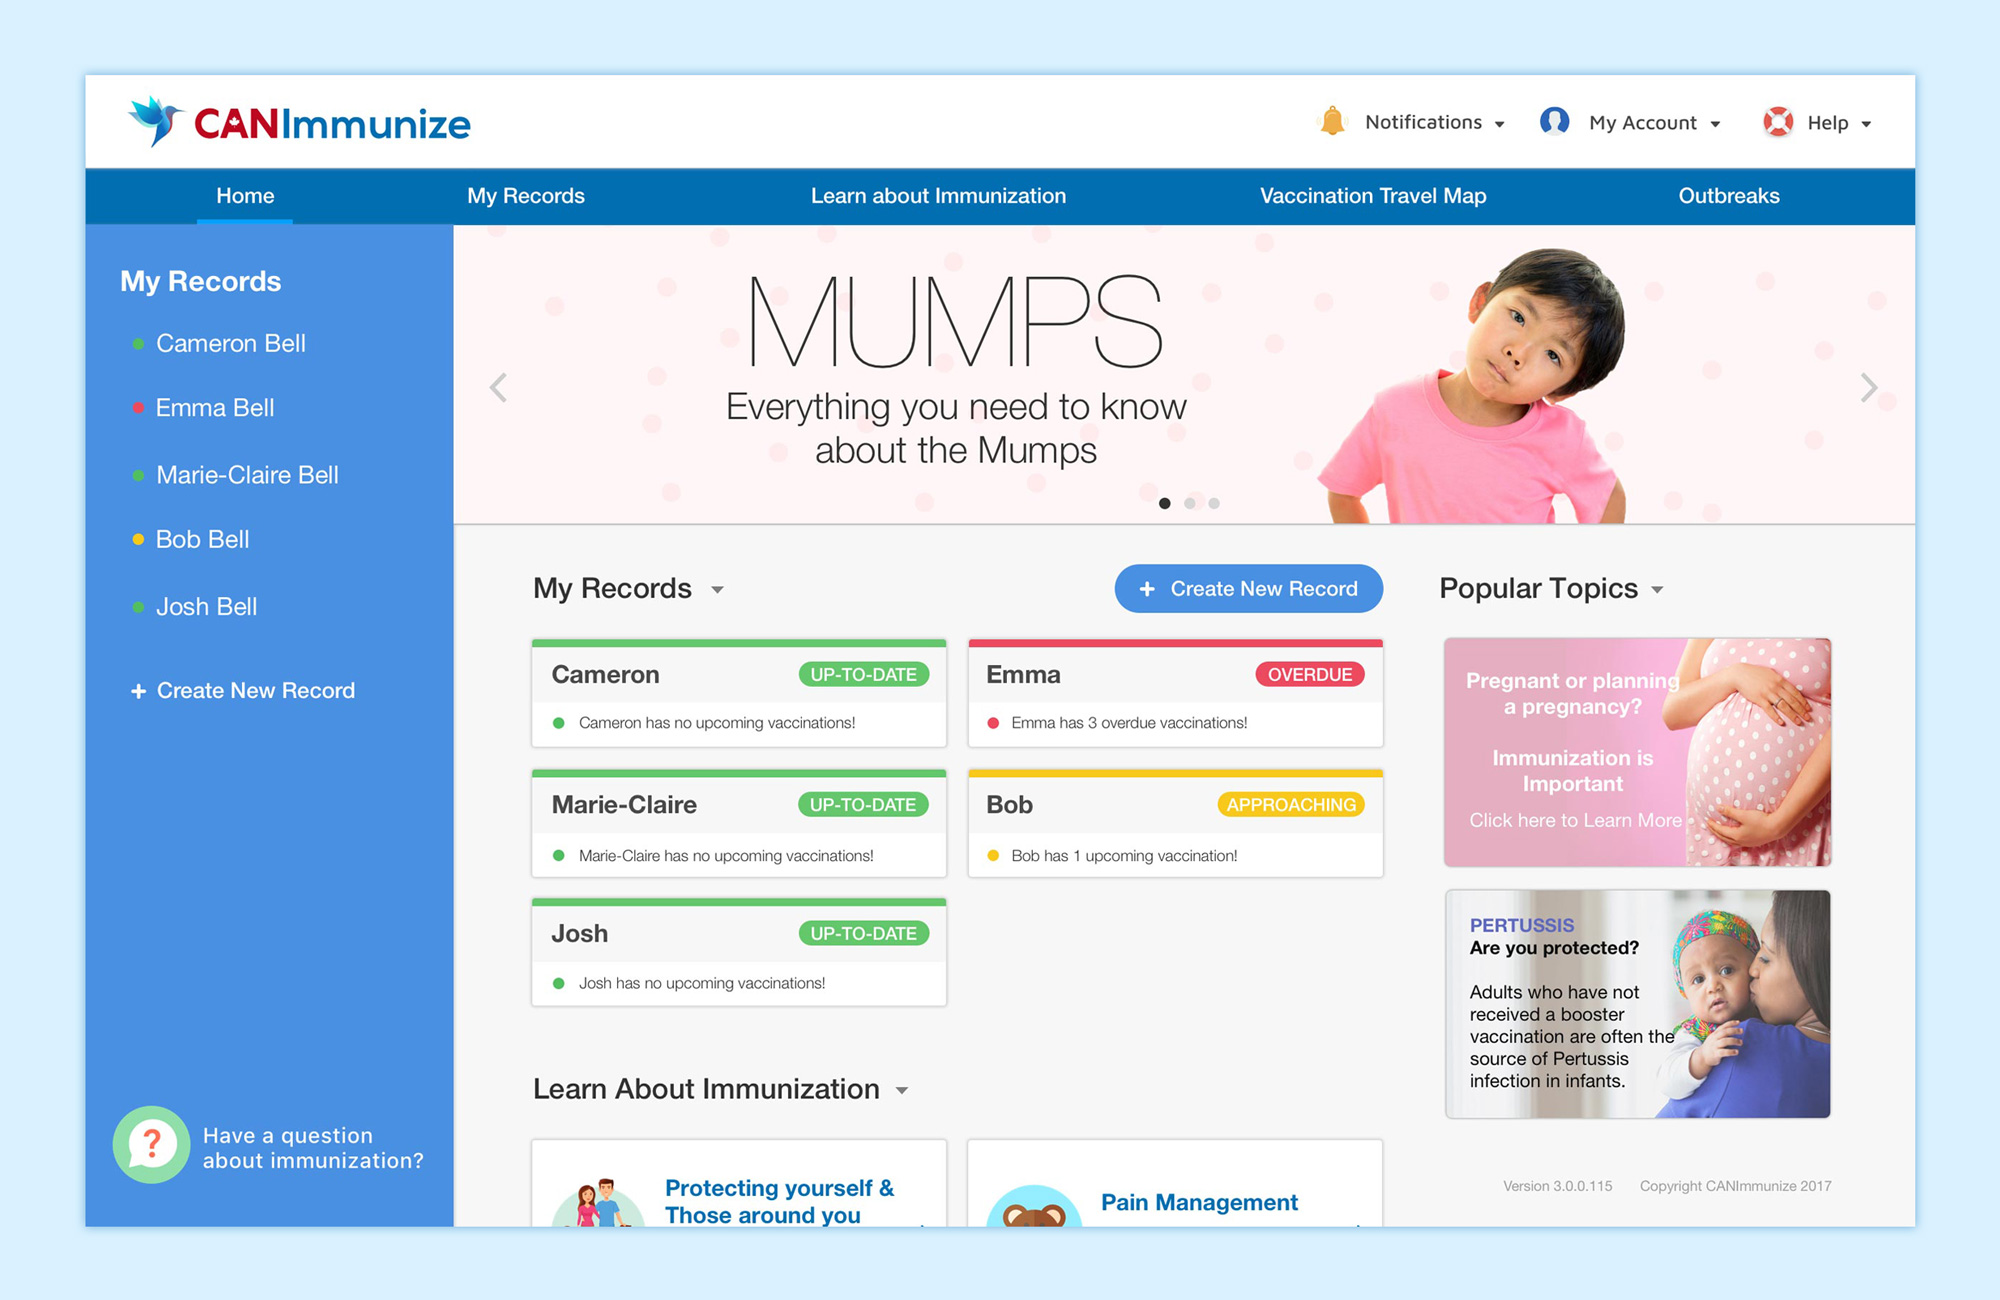 CANImmunize
Notifications
My Account
Help
Home
My Records
Learn about Immunization
Vaccination Travel Map
Outbreaks
My Records
Cameron Bell
Emma Bell
Marie-Claire Bell
Bob Bell
Josh Bell
+ Create New Record
? Have a question
about immunization?
MUMPS
Everything you need to know
about the Mumps
My Records
+ Create New Record
Cameron
UP-TO-DATE
Cameron has no upcoming vaccinations!
Emma
OVERDUE
Emma has 3 overdue vaccinations!
Marie-Claire
UP-TO-DATE
Marie-Claire has no upcoming vaccinations!
Bob
APPROACHING
Bob has 1 upcoming vaccination!
Josh
UP-TO-DATE
Josh has no upcoming vaccinations!
Learn About Immunization
Protecting yourself &
Those around you
Pain Management
Popular Topics
Pregnant or planning
a pregnancy?
Immunization is
Important
Click here to Learn More
PERTUSSIS
Are you protected?
Adults who have not
received a booster
vaccination are often the
source of Pertussis
infection in infants.
Version 3.0.0.115
Copyright CANImmunize 2017